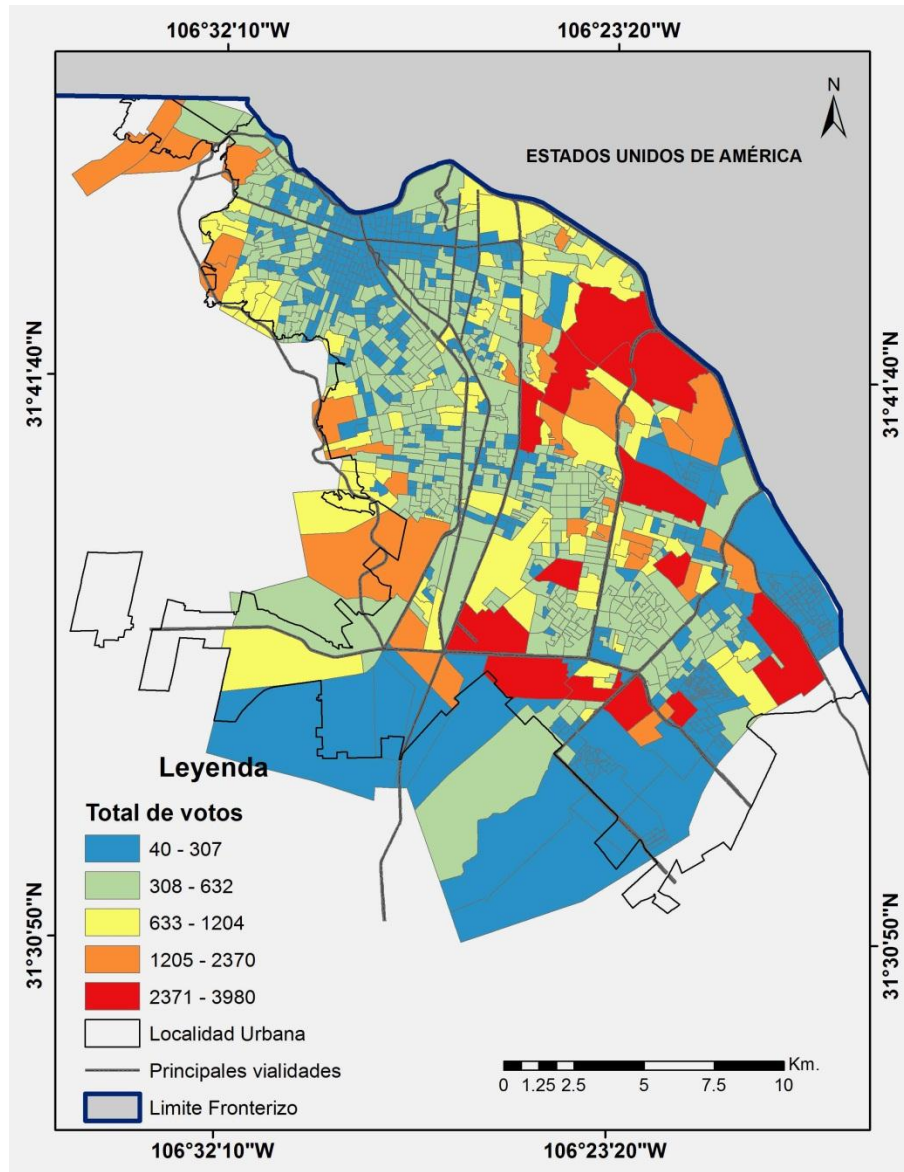 106°32'10"W
106°23'20"W
N
ESTADOS UNIDOS DE AMÉRICA
31°41'40"N
31°41'40"N
Leyenda
Total de votos
40 - 307
308 - 632
633 - 1204
1205 - 2370
2371 - 3980
Localidad Urbana
Principales vialidades
Limite Fronterizo
31°30'50"N
31°30'50"N
Km.
0 1.25 2.5 5 7.5 10
106°32'10"W
106°23'20"W